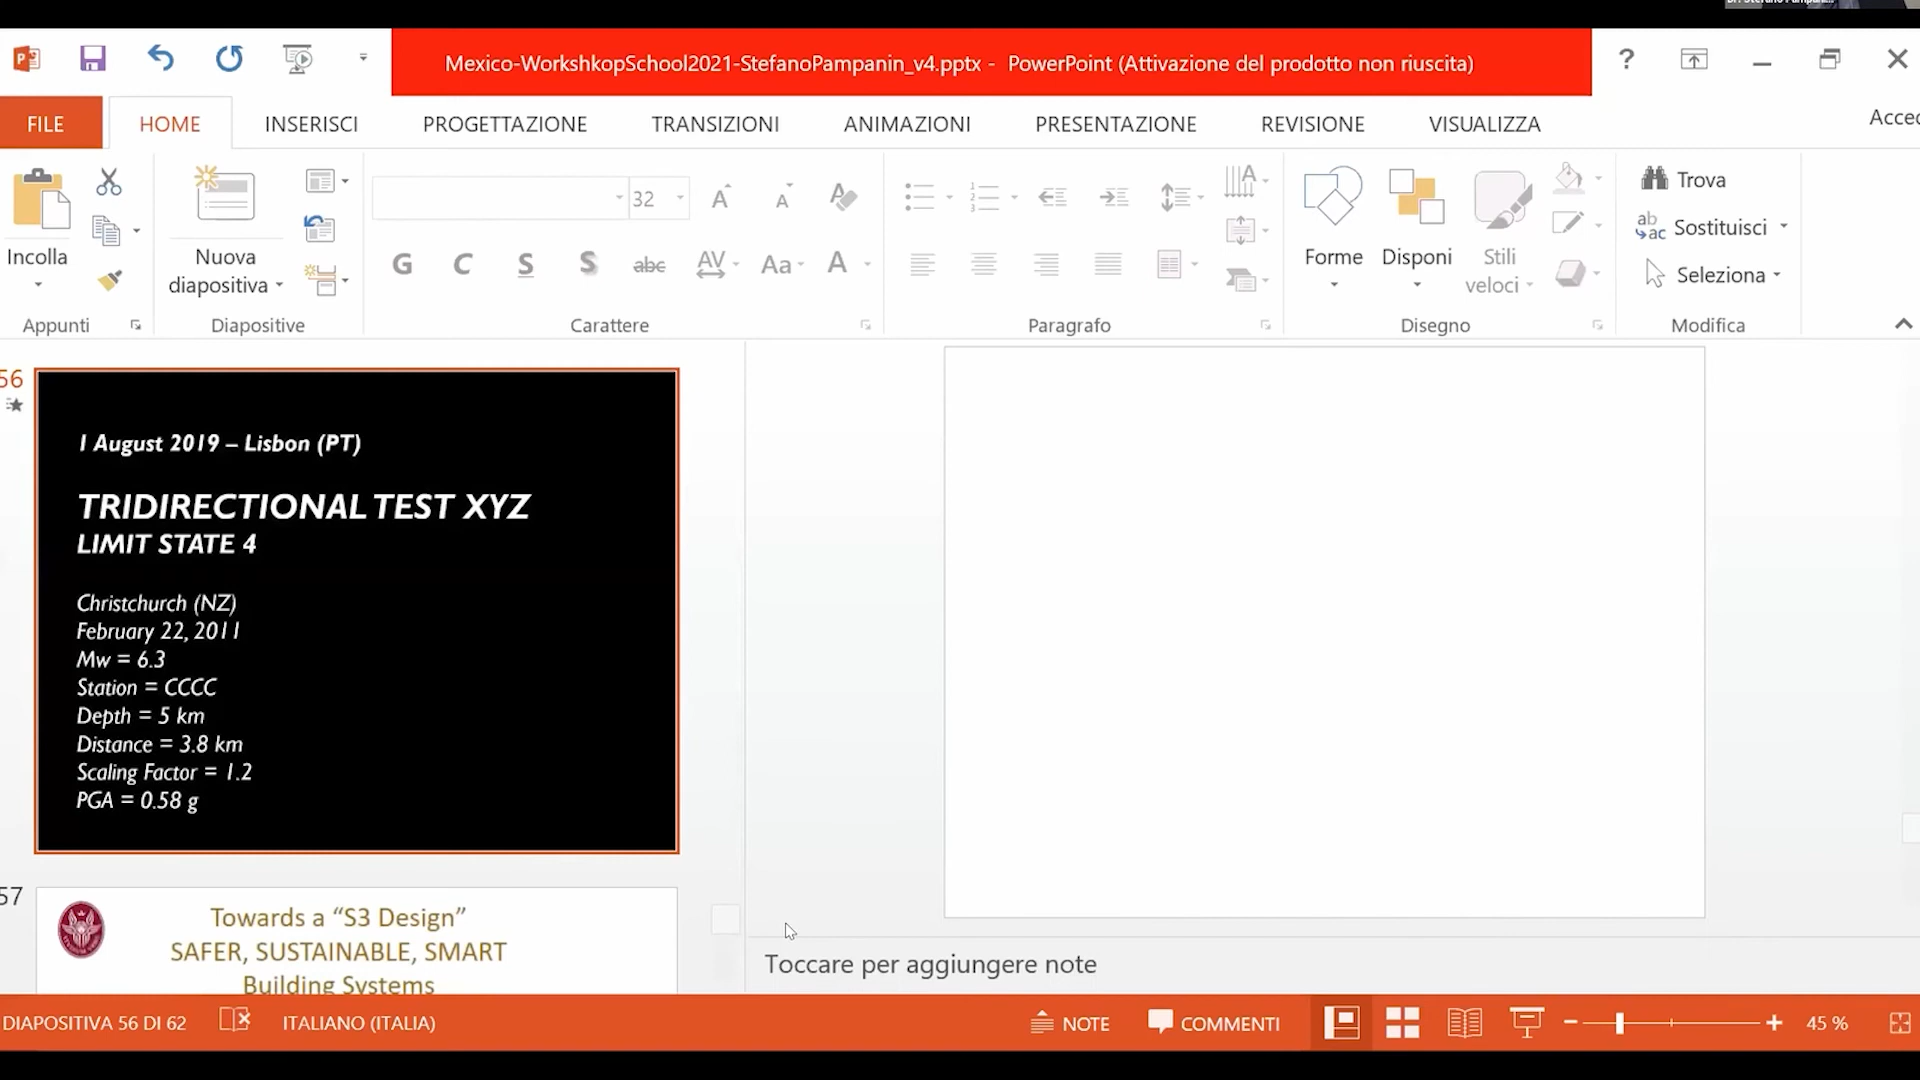 Mexico-WorkshkopSchool2021-StefanoPampanin_v4.pptx - PowerPoint (Attivazione del prodotto non riuscita)
FILE HOME INSERISCI PROGETTAZIONE TRANSIZIONI ANIMAZIONI PRESENTAZIONE REVISIONE VISUALIZZA Acced
32
Trova
Sostituisci
Seleziona
Incolla
Nuova
diapositiva
G C S S abc AV Aa A
Forme Disponi Stili
veloci
Appunti Diapositive Carattere Paragrafo Disegno Modifica
56
1 August 2019 – Lisbon (PT)
TRIDIRECTIONAL TEST XYZ
LIMIT STATE 4
Christchurch (NZ)
February 22, 2011
Mw = 6.3
Station = CCCC
Depth = 5 km
Distance = 3.8 km
Scaling Factor = 1.2
PGA = 0.58 g
57
Towards a “S3 Design”
SAFER, SUSTAINABLE, SMART
Building Systems
Toccare per aggiungere note
DIAPOSITIVA 56 DI 62 ITALIANO (ITALIA) NOTE COMMENTI 45 %